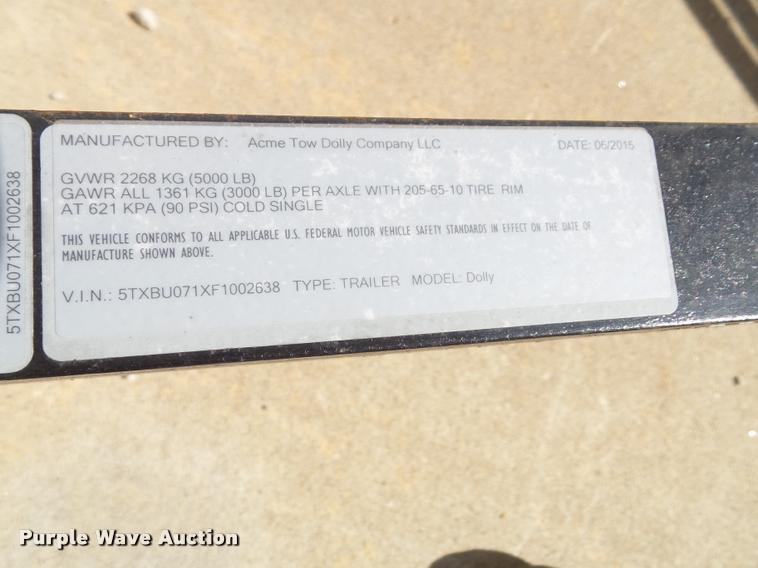 5TXBU071XF1002638
MANUFACTURED BY: Acme Tow Dolly Company LLC DATE: 06/2015
GVWR 2268 KG (5000 LB)
GAWR ALL 1361 KG (3000 LB) PER AXLE WITH 205-65-10 TIRE RIM
AT 621 KPA (90 PSI) COLD SINGLE
THIS VEHICLE CONFORMS TO ALL APPLICABLE U.S. FEDERAL MOTOR VEHICLE SAFETY STANDARDS IN EFFECT ON THE DATE OF
MANUFACTURE SHOWN ABOVE.
V.I.N.: 5TXBU071XF1002638 TYPE: TRAILER MODEL: Dolly
Purple Wave Auction